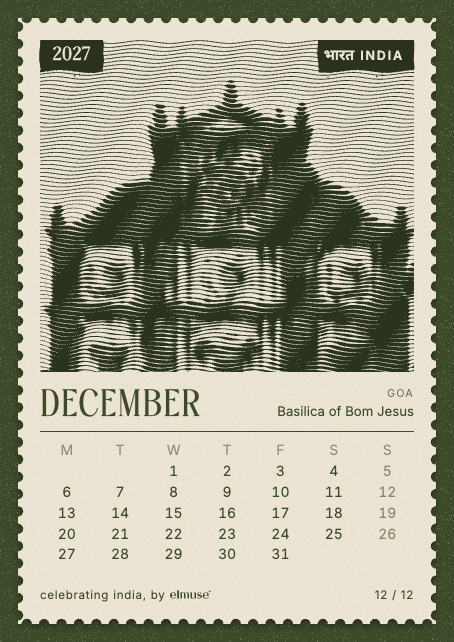 2027
भारत INDIA
DECEMBER
GOA
Basilica of Bom Jesus
M T W T F S S
1 2 3 4 5
6 7 8 9 10 11 12
13 14 15 16 17 18 19
20 21 22 23 24 25 26
27 28 29 30 31
celebrating india, by elmuse
12 / 12